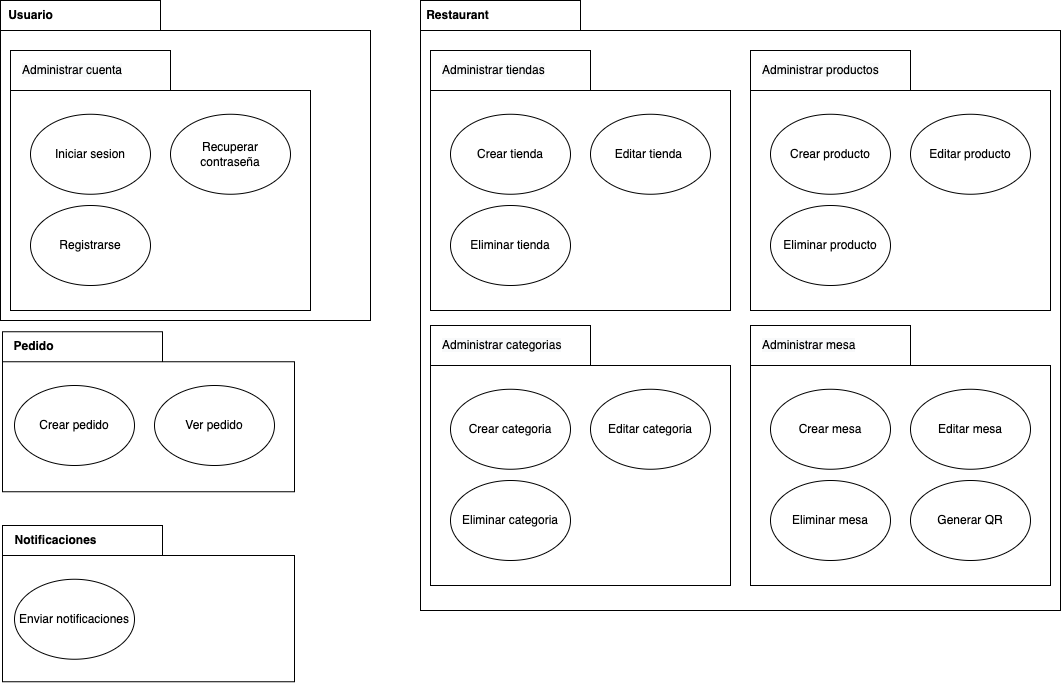 Usuario
Administrar cuenta
Iniciar sesion
Recuperar
contraseña
Registrarse
Pedido
Crear pedido
Ver pedido
Notificaciones
Enviar notificaciones
Restaurant
Administrar tiendas
Crear tienda
Editar tienda
Eliminar tienda
Administrar productos
Crear producto
Editar producto
Eliminar producto
Administrar categorias
Crear categoria
Editar categoria
Eliminar categoria
Administrar mesa
Crear mesa
Editar mesa
Eliminar mesa
Generar QR